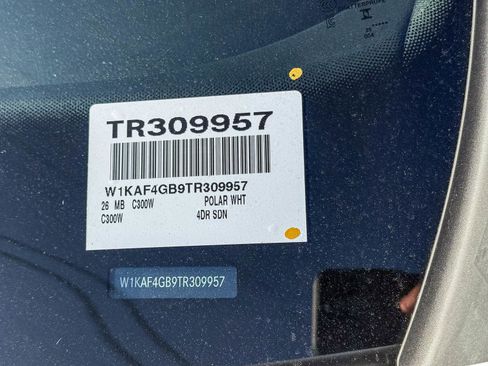 TR309957
W1KAF4GB9TR309957
26 MB C300W POLAR WHT
C300W 4DR SDN
W1KAF4GB9TR309957